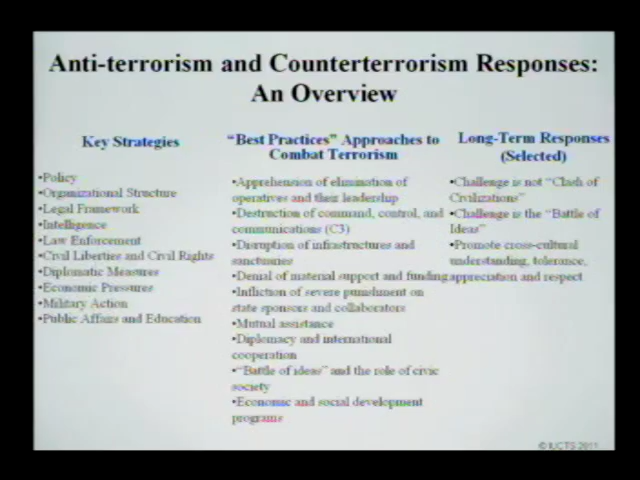 Anti-terrorism and Counterterrorism Responses:
An Overview
Key Strategies
•Policy
•Organizational Structure
•Legal Framework
•Intelligence
•Law Enforcement
•Civil Liberties and Civil Rights
•Diplomatic Measures
•Economic Pressures
•Military Action
•Public Affairs and Education
"Best Practices" Approaches to
Combat Terrorism
•Apprehension of elimination of
operatives and their leadership
•Destruction of command, control, and
communications (C3)
•Disruption of infrastructures and
sanctuaries
•Denial of material support and funding
•Infliction of severe punishment on
state sponsors and collaborators
•Mutual assistance
•Diplomacy and international
cooperation
•"Battle of ideas" and the role of civic
society
•Economic and social development
programs
Long-Term Responses
(Selected)
•Challenge is not "Clash of
Civilizations"
•Challenge is the "Battle of
Ideas"
•Promote cross-cultural
understanding, tolerance,
appreciation and respect
© IUCTS 2011